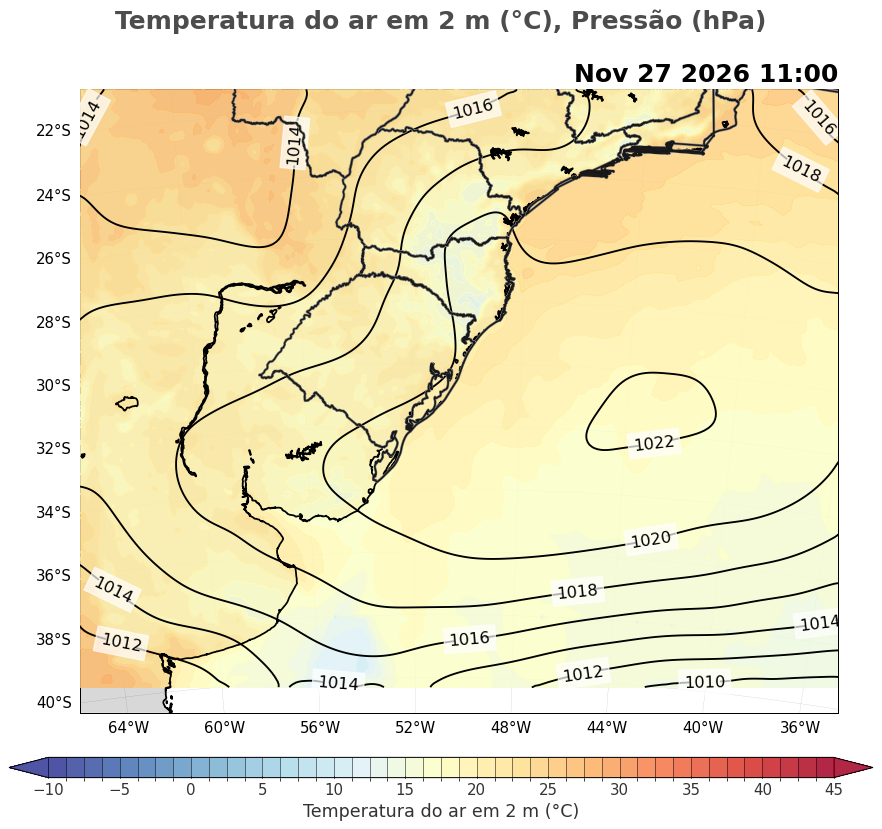 Temperatura do ar em 2 m (°C), Pressão (hPa)
Nov 27 2026 11:00
1014
1014
1016
1016
1018
22°S
24°S
26°S
28°S
30°S
32°S
34°S
36°S
38°S
40°S
1022
1020
1018
1014
1016
1014
1012
1012
1014
1010
64°W 60°W 56°W 52°W 48°W 44°W 40°W 36°W
−10 −5 0 5 10 15 20 25 30 35 40 45
Temperatura do ar em 2 m (°C)